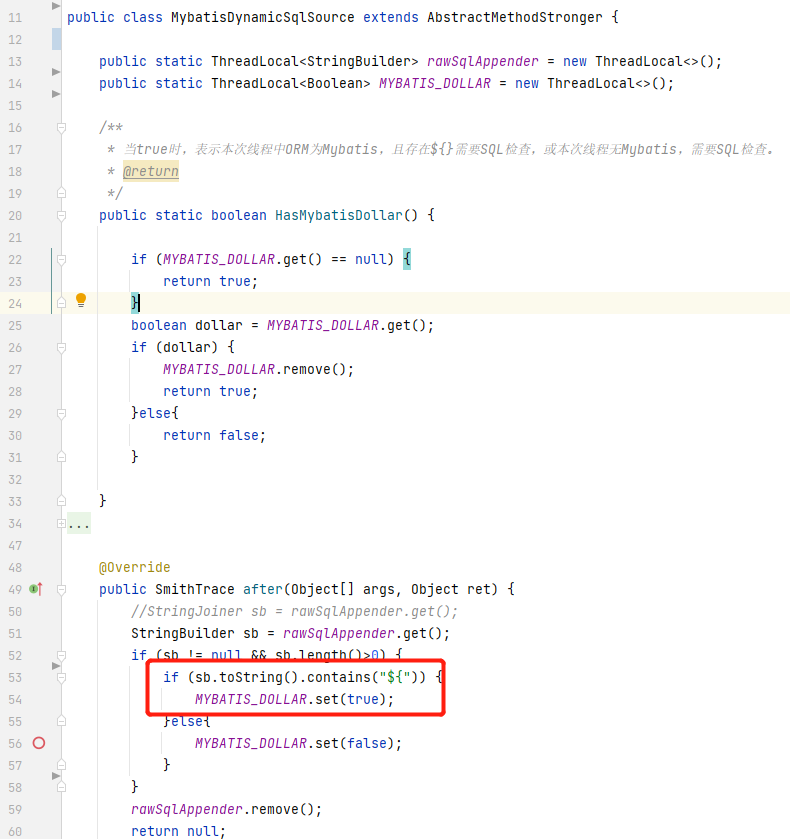 11 public class MybatisDynamicSqlSource extends AbstractMethodStronger {
12
13 public static ThreadLocal<StringBuilder> rawSqlAppender = new ThreadLocal<>();
14 public static ThreadLocal<Boolean> MYBATIS_DOLLAR = new ThreadLocal<>();
15
16 /**
17 * 当true时，表示本次线程中ORM为Mybatis，且存在${}需要SQL检查，或本次线程无Mybatis，需要SQL检查。
18 * @return
19 */
20 public static boolean HasMybatisDollar() {
21
22 if (MYBATIS_DOLLAR.get() == null) {
23 return true;
24 }
25 boolean dollar = MYBATIS_DOLLAR.get();
26 if (dollar) {
27 MYBATIS_DOLLAR.remove();
28 return true;
29 }else{
30 return false;
31 }
32
33 }
34 ...
47
48 @Override
49 public SmithTrace after(Object[] args, Object ret) {
50 //StringJoiner sb = rawSqlAppender.get();
51 StringBuilder sb = rawSqlAppender.get();
52 if (sb != null && sb.length()>0) {
53 if (sb.toString().contains("${")) {
54 MYBATIS_DOLLAR.set(true);
55 }else{
56 MYBATIS_DOLLAR.set(false);
57 }
58 }
59 rawSqlAppender.remove();
60 return null;